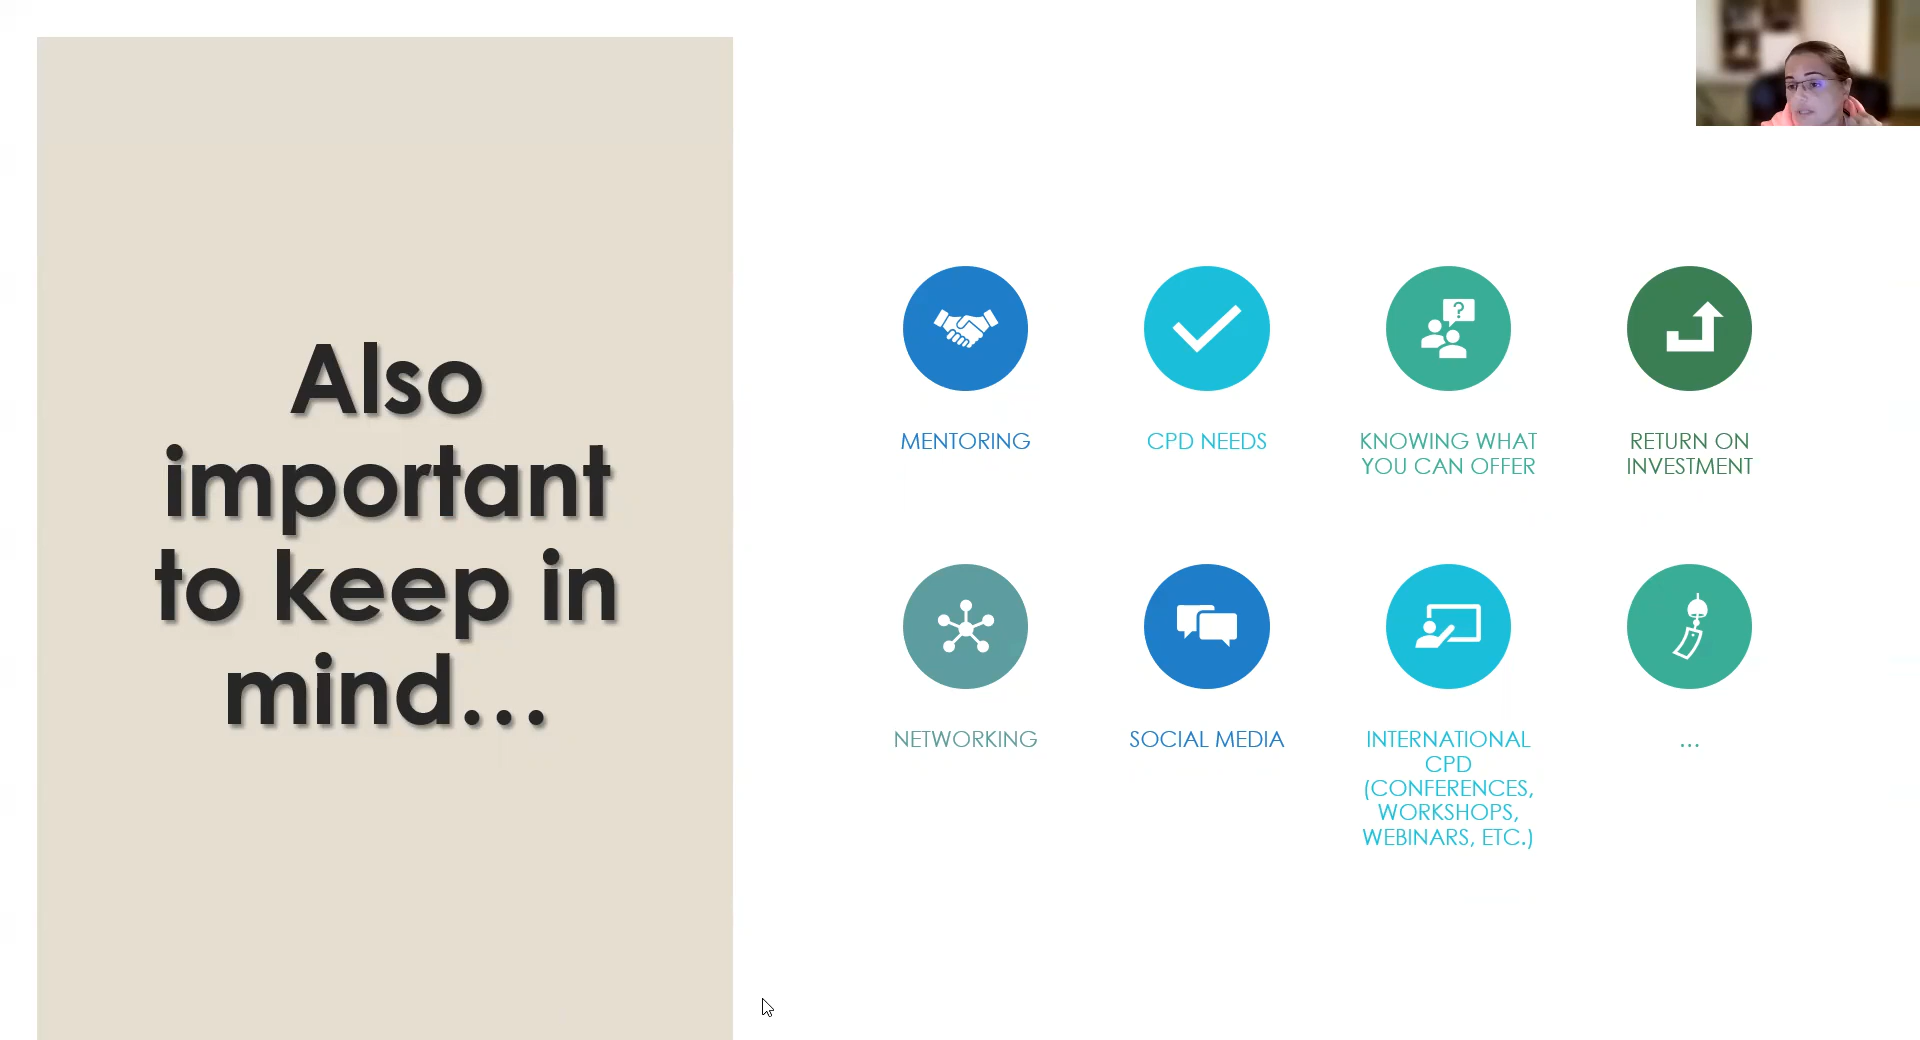 Also
important
to keep in
mind…
MENTORING
CPD NEEDS
KNOWING WHAT
YOU CAN OFFER
RETURN ON
INVESTMENT
NETWORKING
SOCIAL MEDIA
INTERNATIONAL
CPD
(CONFERENCES,
WORKSHOPS,
WEBINARS, ETC.)
…